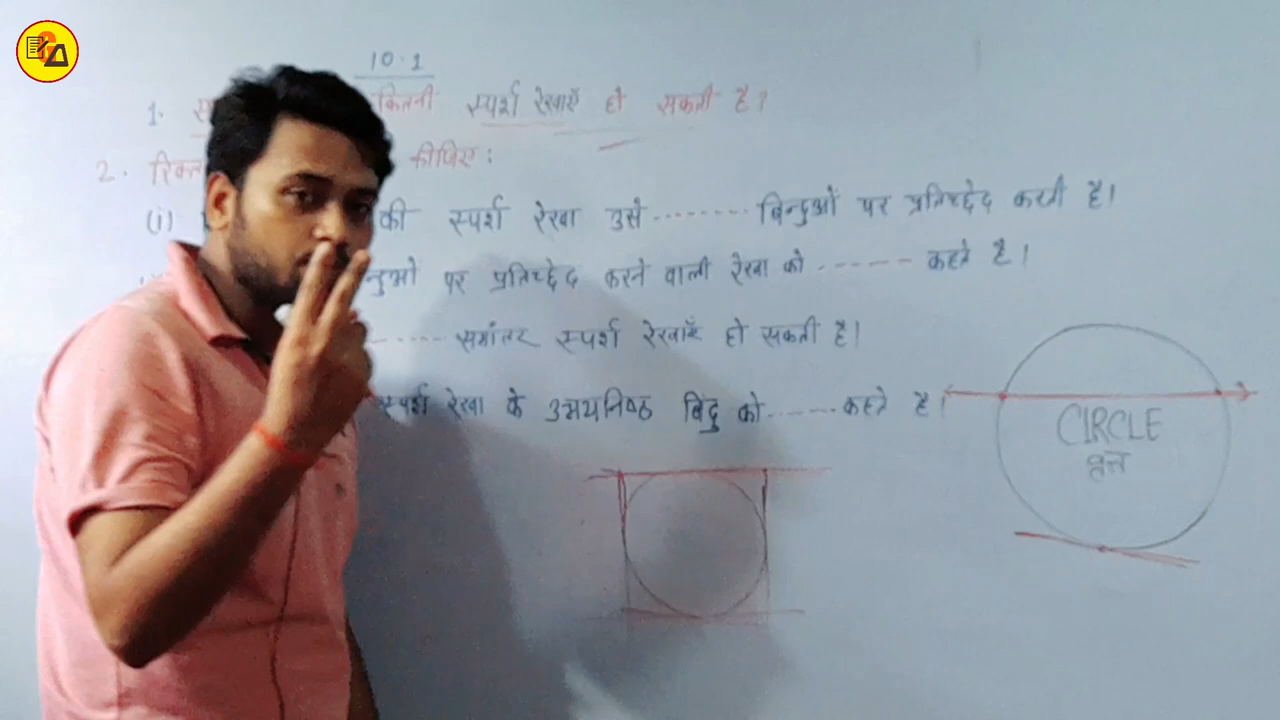 10.1
1. कितनी स्पर्श रेखाएँ हो सकती है?
2. कीजिए:
(i) की स्पर्श रेखा उसे -------- बिन्दुओं पर प्रतिच्छेद करती है।
पर प्रतिच्छेद करने वाली रेखा को ------ कहते है।
----- समांतर स्पर्श रेखाएँ हो सकती है।
स्पर्श रेखा के उभयनिष्ठ बिंदु को ------ कहते है।
CIRCLE
वृत्त